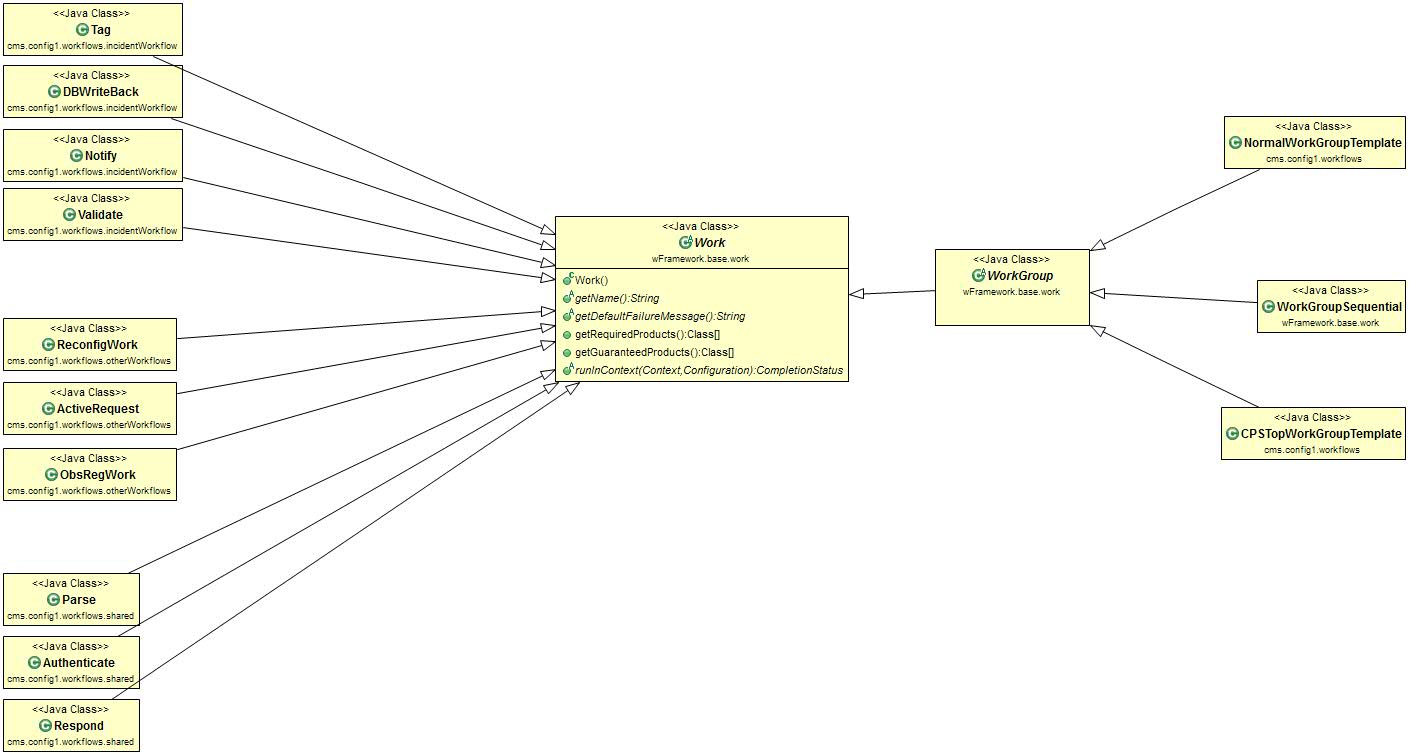 <<Java Class>>
Tag
cms.config1.workflows.incidentWorkflow
<<Java Class>>
DBWriteBack
cms.config1.workflows.incidentWorkflow
<<Java Class>>
Notify
cms.config1.workflows.incidentWorkflow
<<Java Class>>
Validate
cms.config1.workflows.incidentWorkflow
<<Java Class>>
ReconfigWork
cms.config1.workflows.otherWorkflows
<<Java Class>>
ActiveRequest
cms.config1.workflows.otherWorkflows
<<Java Class>>
ObsRegWork
cms.config1.workflows.otherWorkflows
<<Java Class>>
Parse
cms.config1.workflows.shared
<<Java Class>>
Authenticate
cms.config1.workflows.shared
<<Java Class>>
Respond
cms.config1.workflows.shared
<<Java Class>>
Work
wFramework.base.work
Work()
getName():String
getDefaultFailureMessage():String
getRequiredProducts():Class[]
getGuaranteedProducts():Class[]
runInContext(Context,Configuration):CompletionStatus
<<Java Class>>
WorkGroup
wFramework.base.work
<<Java Class>>
NormalWorkGroupTemplate
cms.config1.workflows
<<Java Class>>
WorkGroupSequential
wFramework.base.work
<<Java Class>>
CPSTopWorkGroupTemplate
cms.config1.workflows